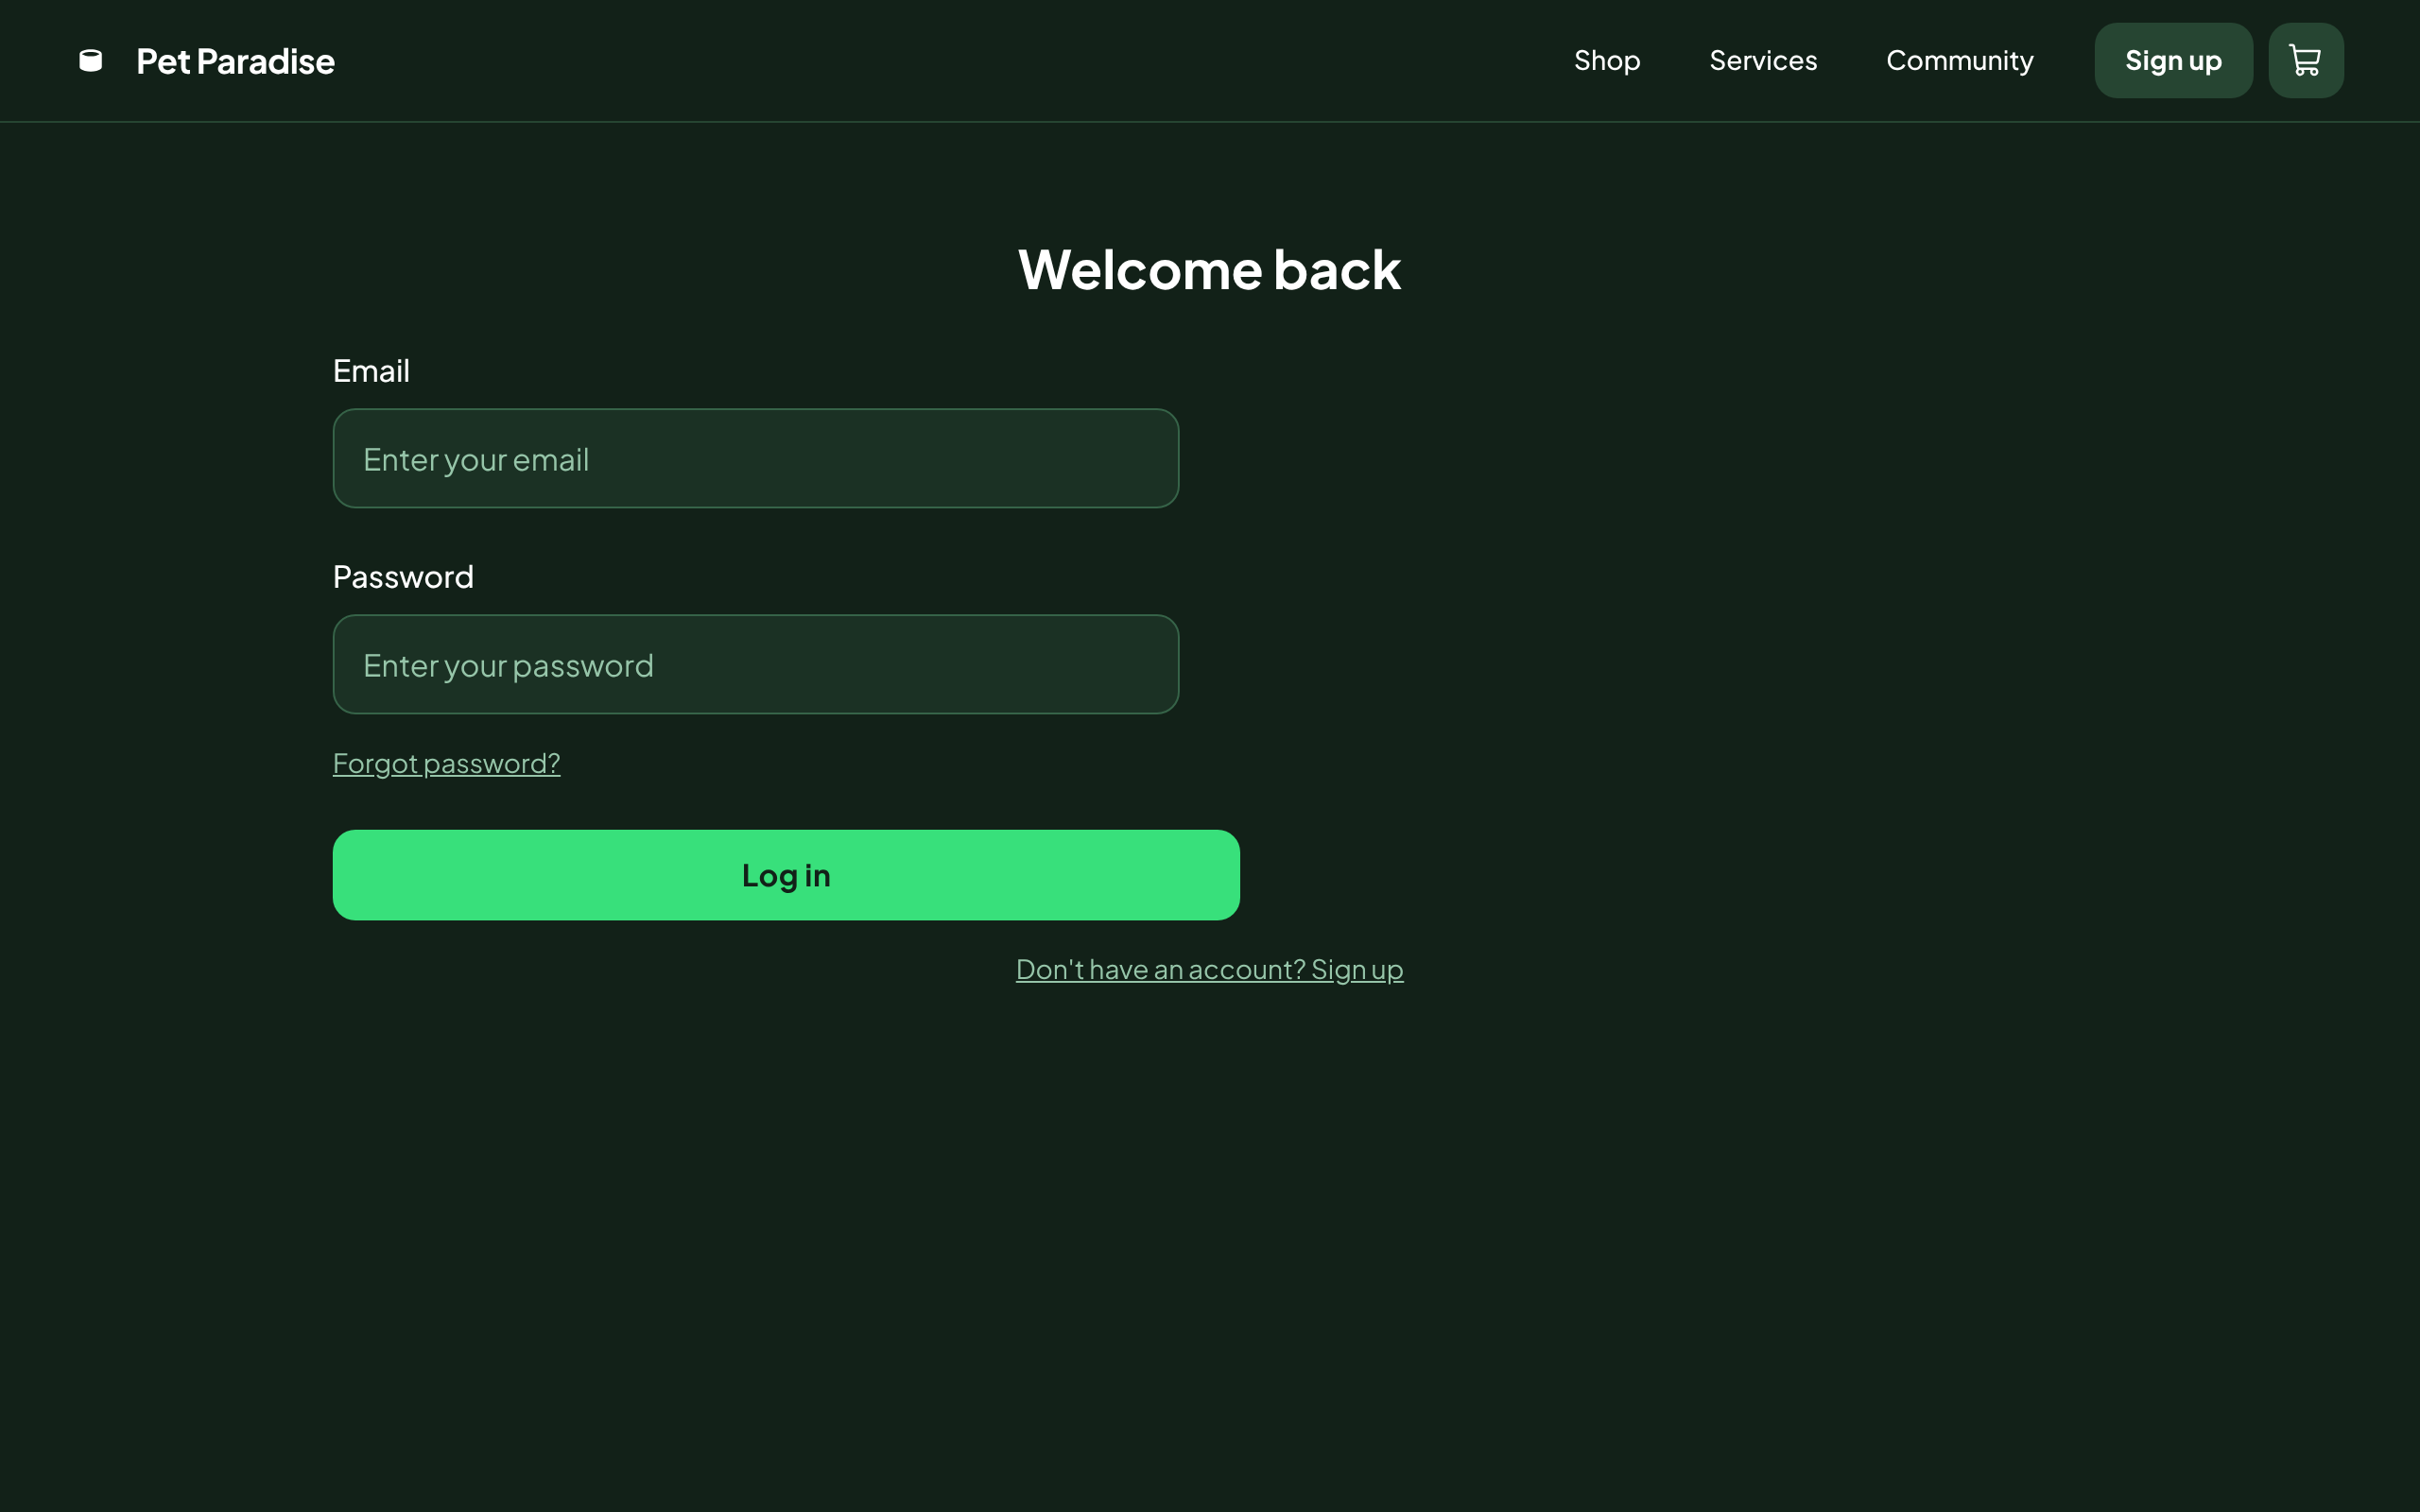 Pet Paradise
Shop
Services
Community
Sign up
Welcome back
Email
Enter your email
Password
Enter your password
Forgot password?
Log in
Don't have an account? Sign up